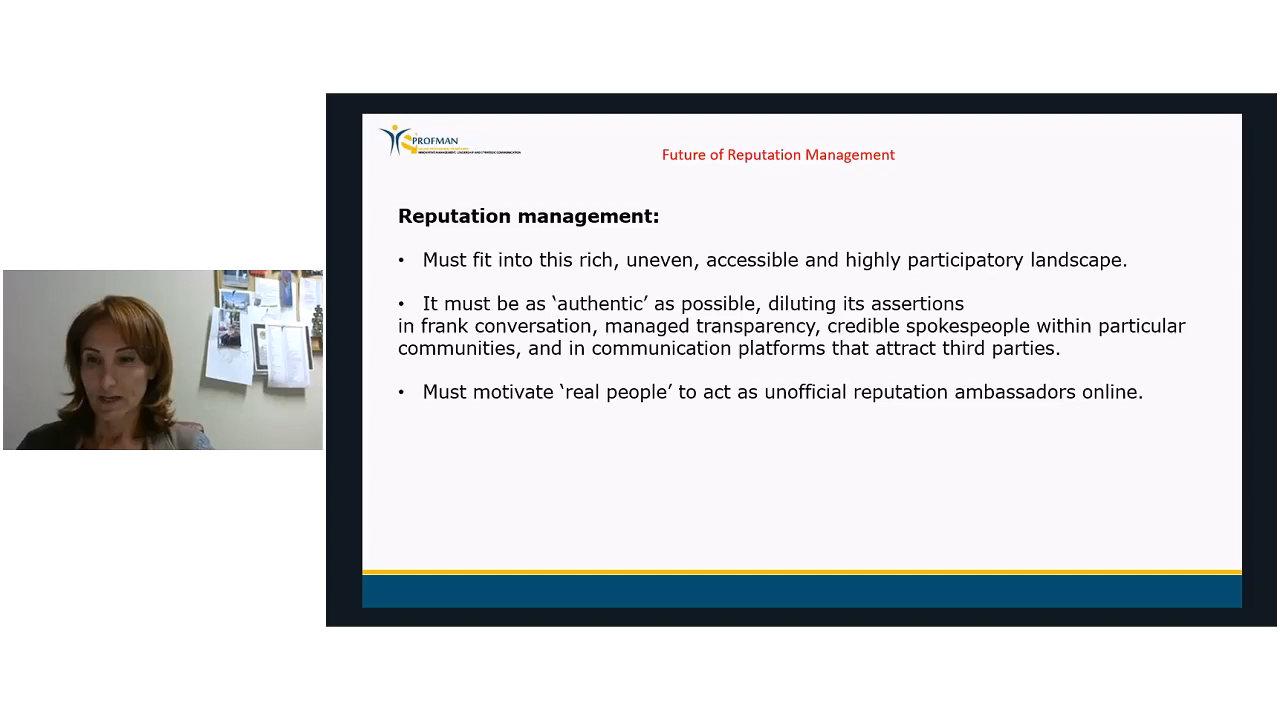 PROFMAN
INNOVATIVE MANAGEMENT, LEADERSHIP AND STRATEGIC COMMUNICATION
Future of Reputation Management
Reputation management:
• Must fit into this rich, uneven, accessible and highly participatory landscape.
• It must be as ‘authentic’ as possible, diluting its assertions
in frank conversation, managed transparency, credible spokespeople within particular
communities, and in communication platforms that attract third parties.
• Must motivate ‘real people’ to act as unofficial reputation ambassadors online.